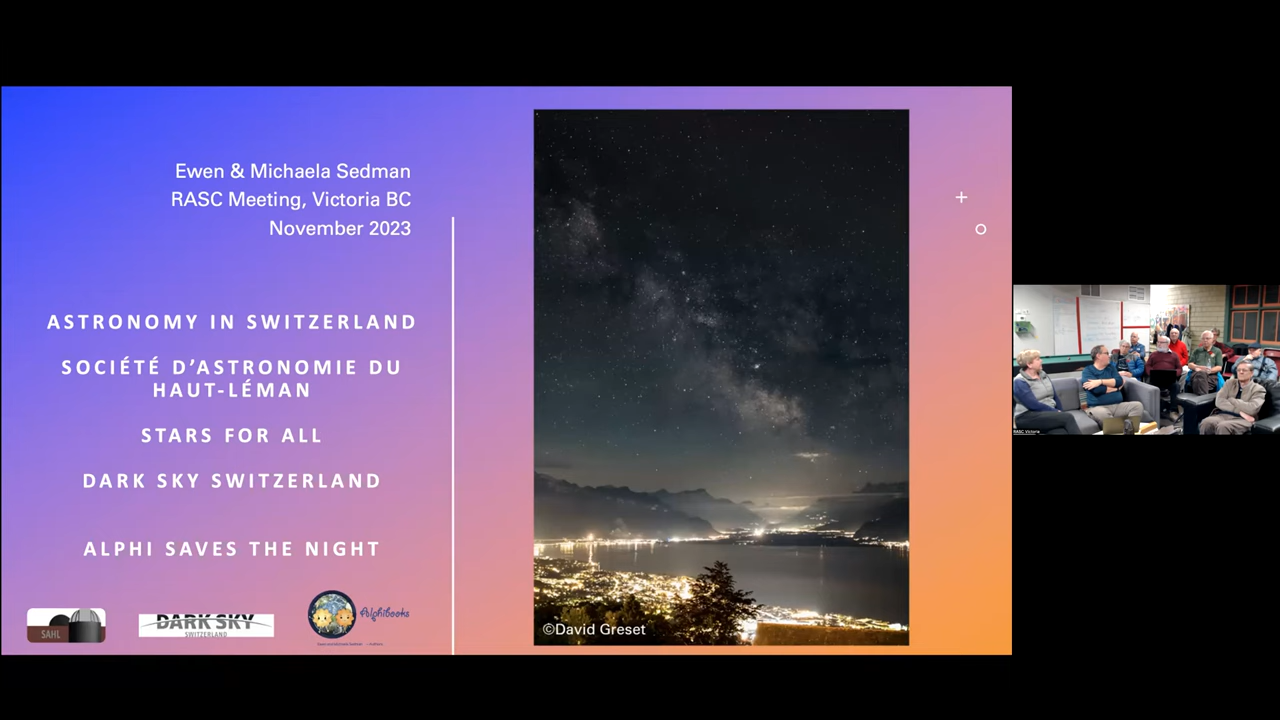 Ewen & Michaela Sedman
RASC Meeting, Victoria BC
November 2023
ASTRONOMY IN SWITZERLAND
SOCIÉTÉ D’ASTRONOMIE DU
HAUT-LÉMAN
STARS FOR ALL
DARK SKY SWITZERLAND
ALPHI SAVES THE NIGHT
SAHL
DARK SKY
SWITZERLAND
Alphibooks
©David Greset
RASC Victoria